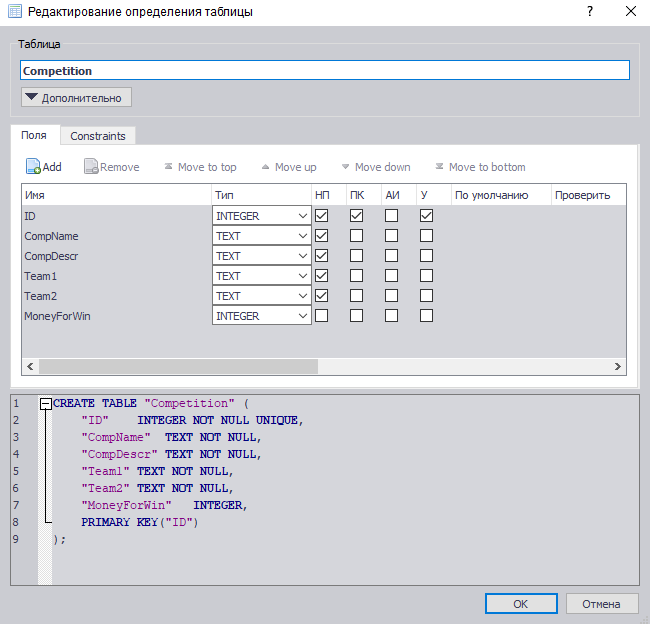 Редактирование определения таблицы
?
Таблица
Competition
Дополнительно
Поля Constraints
Add Remove Move to top Move up Move down Move to bottom
Имя Тип НП ПК АИ У По умолчанию Проверить
ID INTEGER
CompName TEXT
CompDescr TEXT
Team1 TEXT
Team2 TEXT
MoneyForWin INTEGER
1 CREATE TABLE "Competition" (
2 "ID" INTEGER NOT NULL UNIQUE,
3 "CompName" TEXT NOT NULL,
4 "CompDescr" TEXT NOT NULL,
5 "Team1" TEXT NOT NULL,
6 "Team2" TEXT NOT NULL,
7 "MoneyForWin" INTEGER,
8 PRIMARY KEY("ID")
9 );
OK Отмена